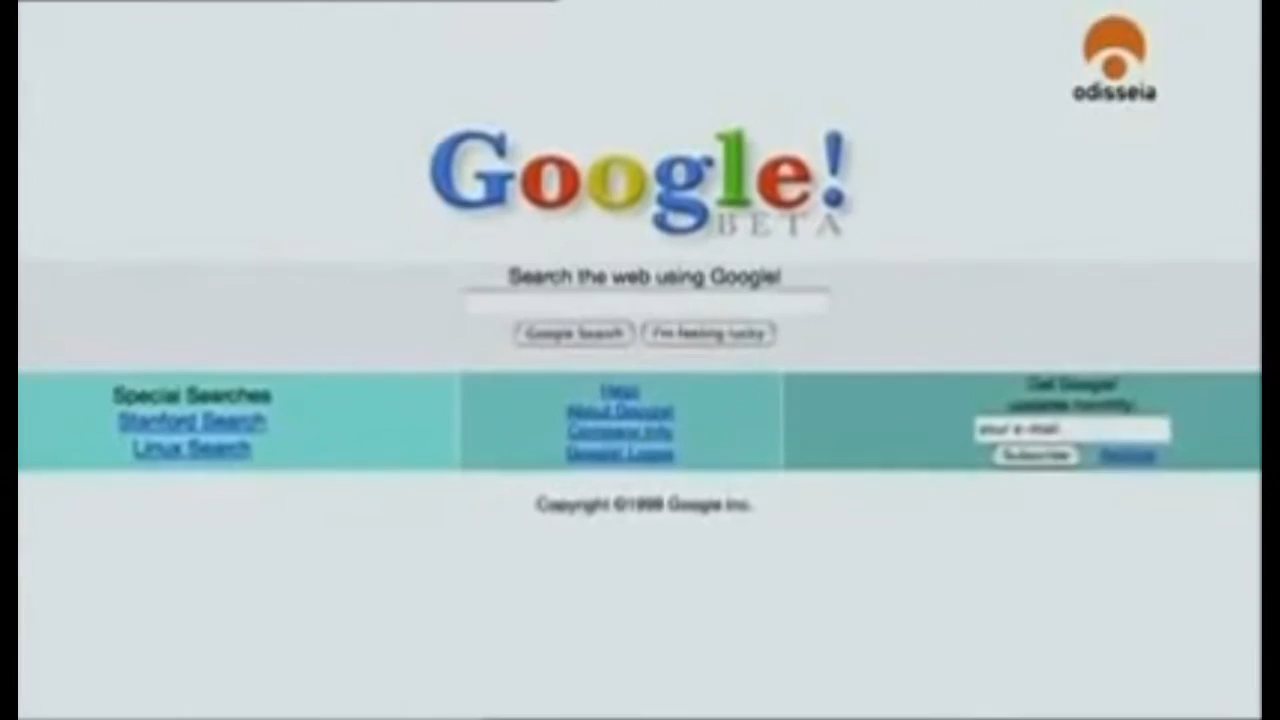 odisseia
Google!
BETA
Search the web using Google!
Google Search I'm feeling lucky
Special Searches
Stanford Search
Linux Search
Help
About Google!
Company Info
Google! Logos
Get Google!
updates monthly:
your e-mail
Subscribe Archive
Copyright ©1998 Google Inc.